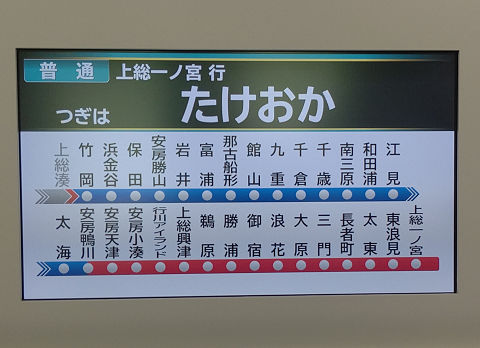 普通 上総一ノ宮 行
つぎは たけおか
上総湊 竹岡 浜金谷 保田 安房勝山 岩井 富浦 那古船形 館山 九重 千倉 千歳 南三原 和田浦 江見
太海 安房鴨川 安房天津 安房小湊 行川アイランド 上総興津 鵜原 勝浦 御宿 浪花 大原 三門 長者町 太東 東浪見 上総一ノ宮